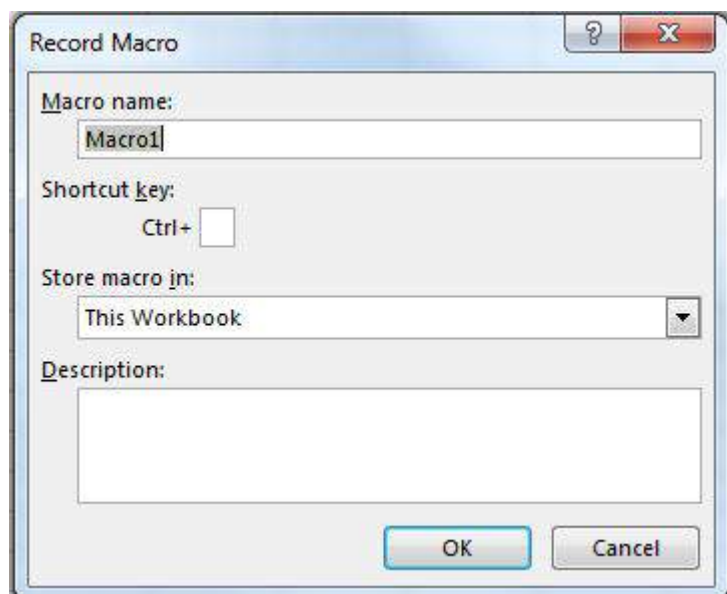 Record Macro
Macro name:
Macro1
Shortcut key:
Ctrl+
Store macro in:
This Workbook
Description:
OK Cancel